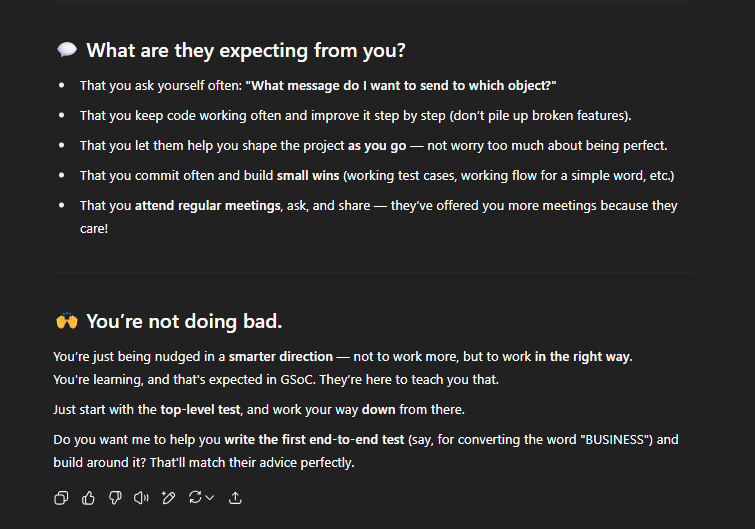 💬 What are they expecting from you?
• That you ask yourself often: "What message do I want to send to which object?"
• That you keep code working often and improve it step by step (don’t pile up broken features).
• That you let them help you shape the project as you go — not worry too much about being perfect.
• That you commit often and build small wins (working test cases, working flow for a simple word, etc.)
• That you attend regular meetings, ask, and share — they’ve offered you more meetings because they
care!
🙌 You’re not doing bad.
You’re just being nudged in a smarter direction — not to work more, but to work in the right way.
You're learning, and that's expected in GSoC. They’re here to teach you that.
Just start with the top-level test, and work your way down from there.
Do you want me to help you write the first end-to-end test (say, for converting the word "BUSINESS") and
build around it? That'll match their advice perfectly.